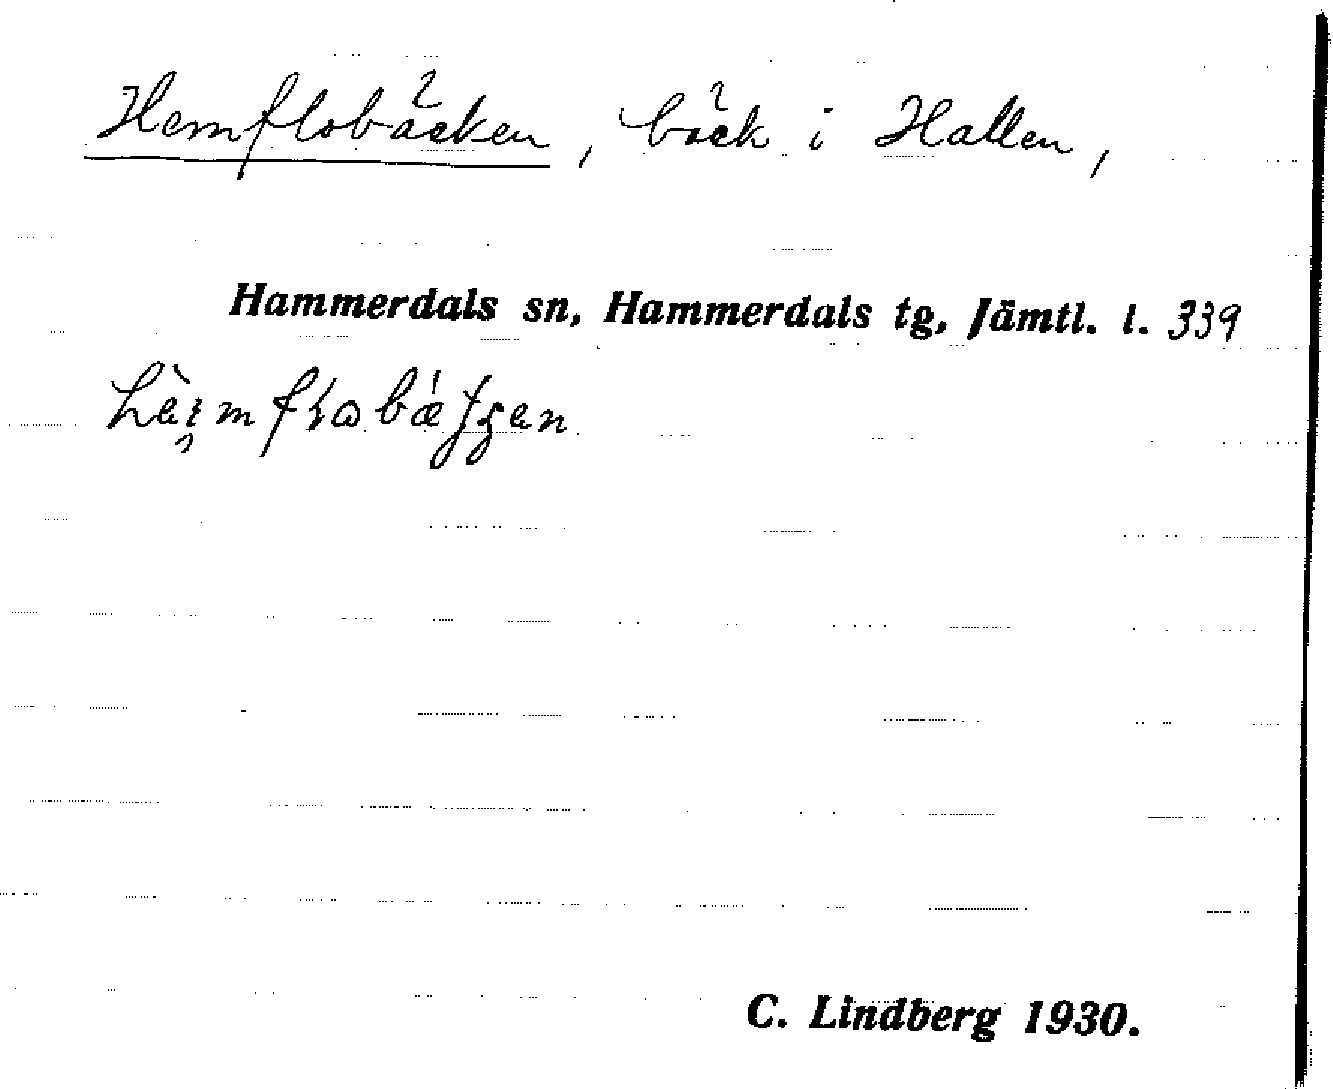 Hemflobäcken, bäck i Hallen,
Hammerdals sn, Hammerdals tg, Jämtl. l. 339
C. Lindberg 1930.